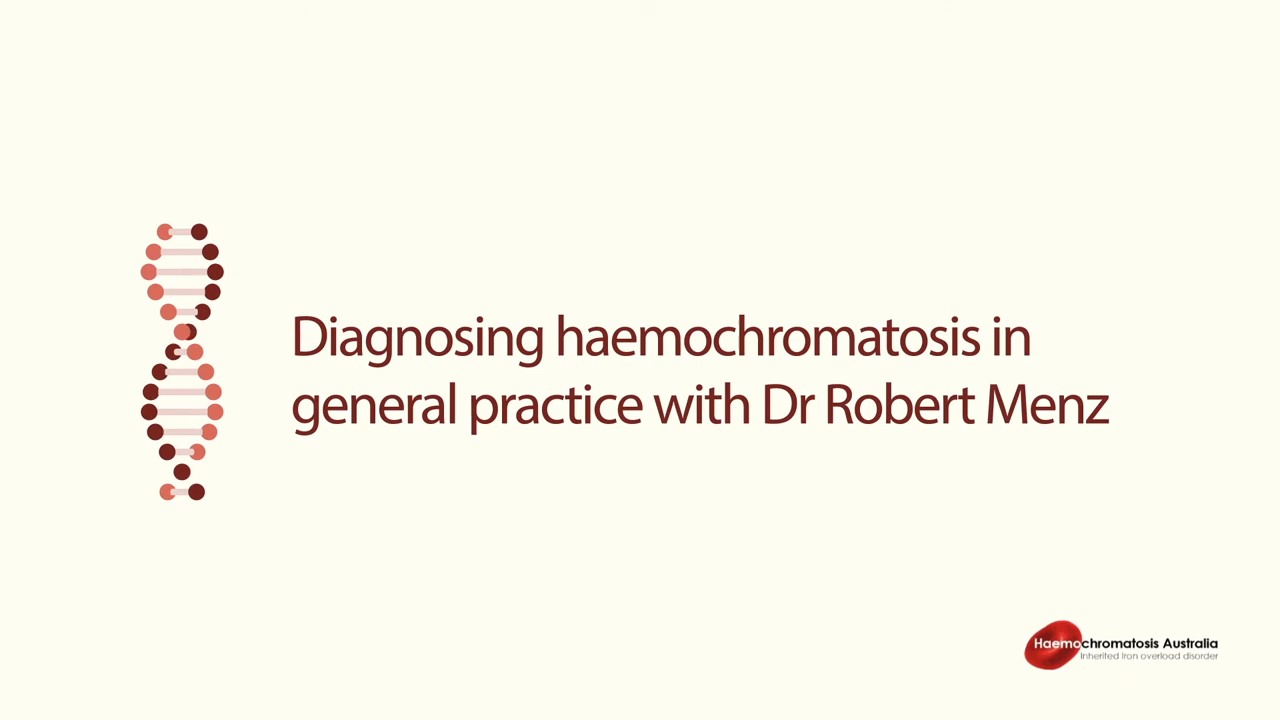 Diagnosing haemochromatosis in
general practice with Dr Robert Menz
Haemochromatosis Australia
Inherited Iron overload disorder